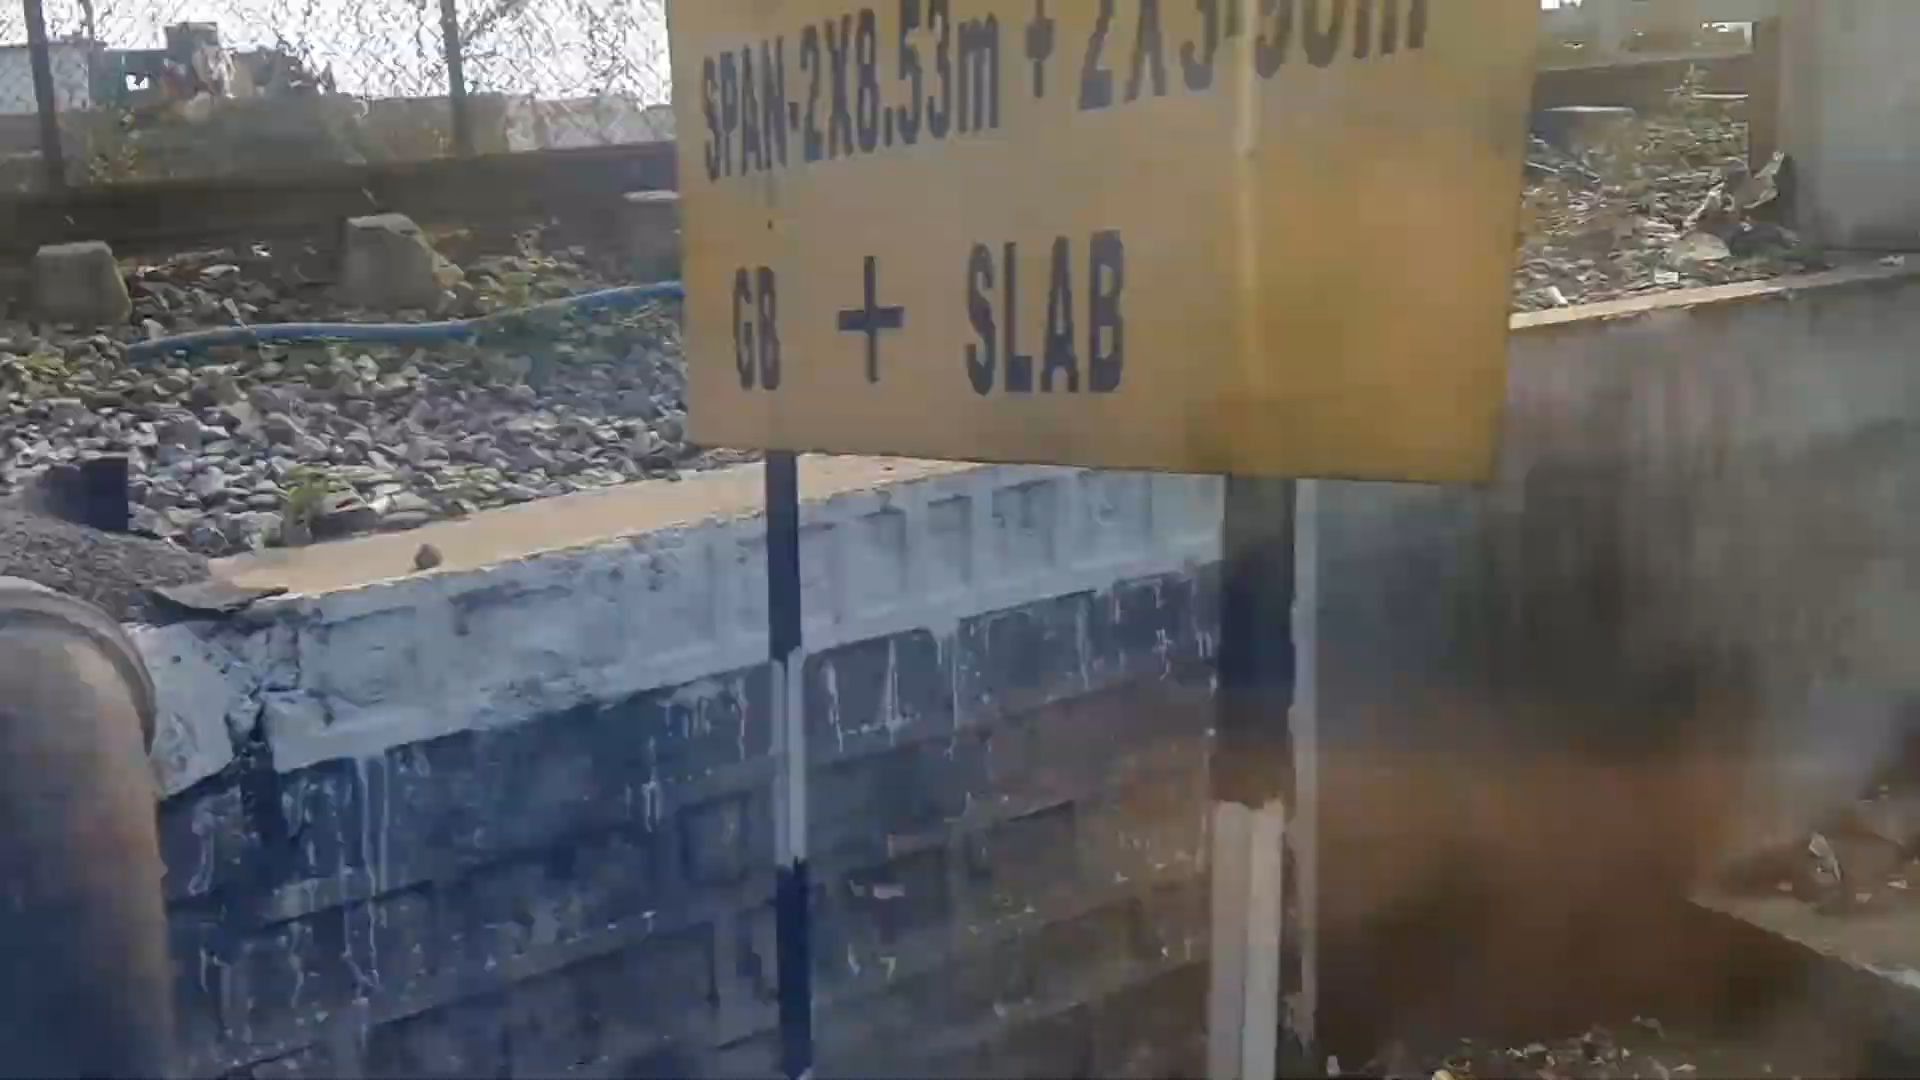 SPAN-2X8.53m + 2X
GB + SLAB